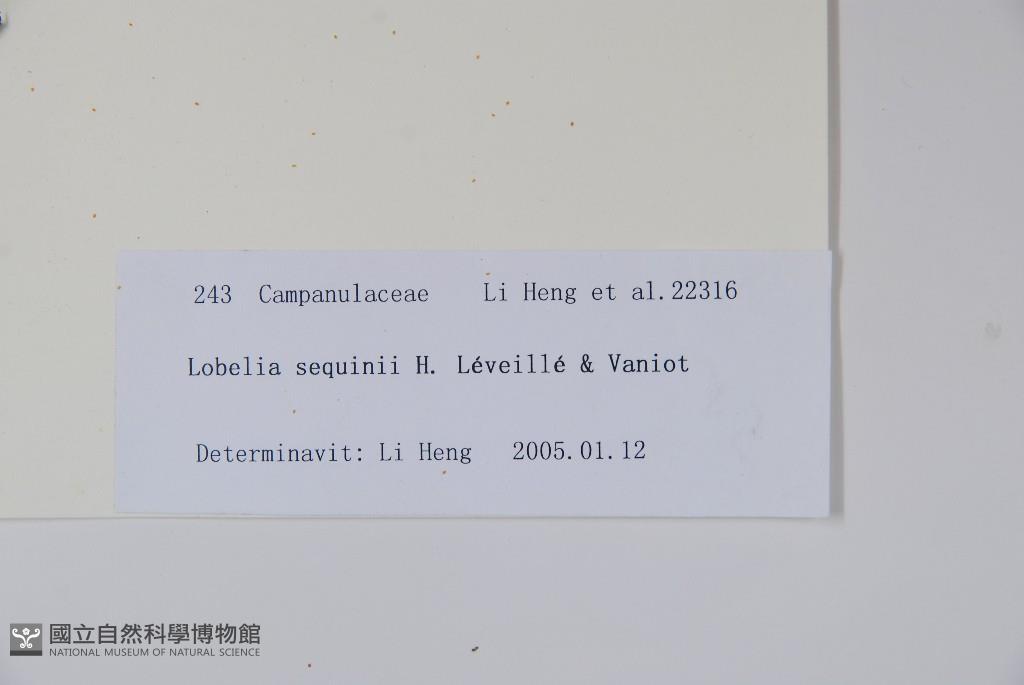 243 Campanulaceae Li Heng et al.22316
Lobelia sequinii H. Léveillé & Vaniot
Determinavit: Li Heng 2005.01.12
國立自然科學博物館
NATIONAL MUSEUM OF NATURAL SCIENCE